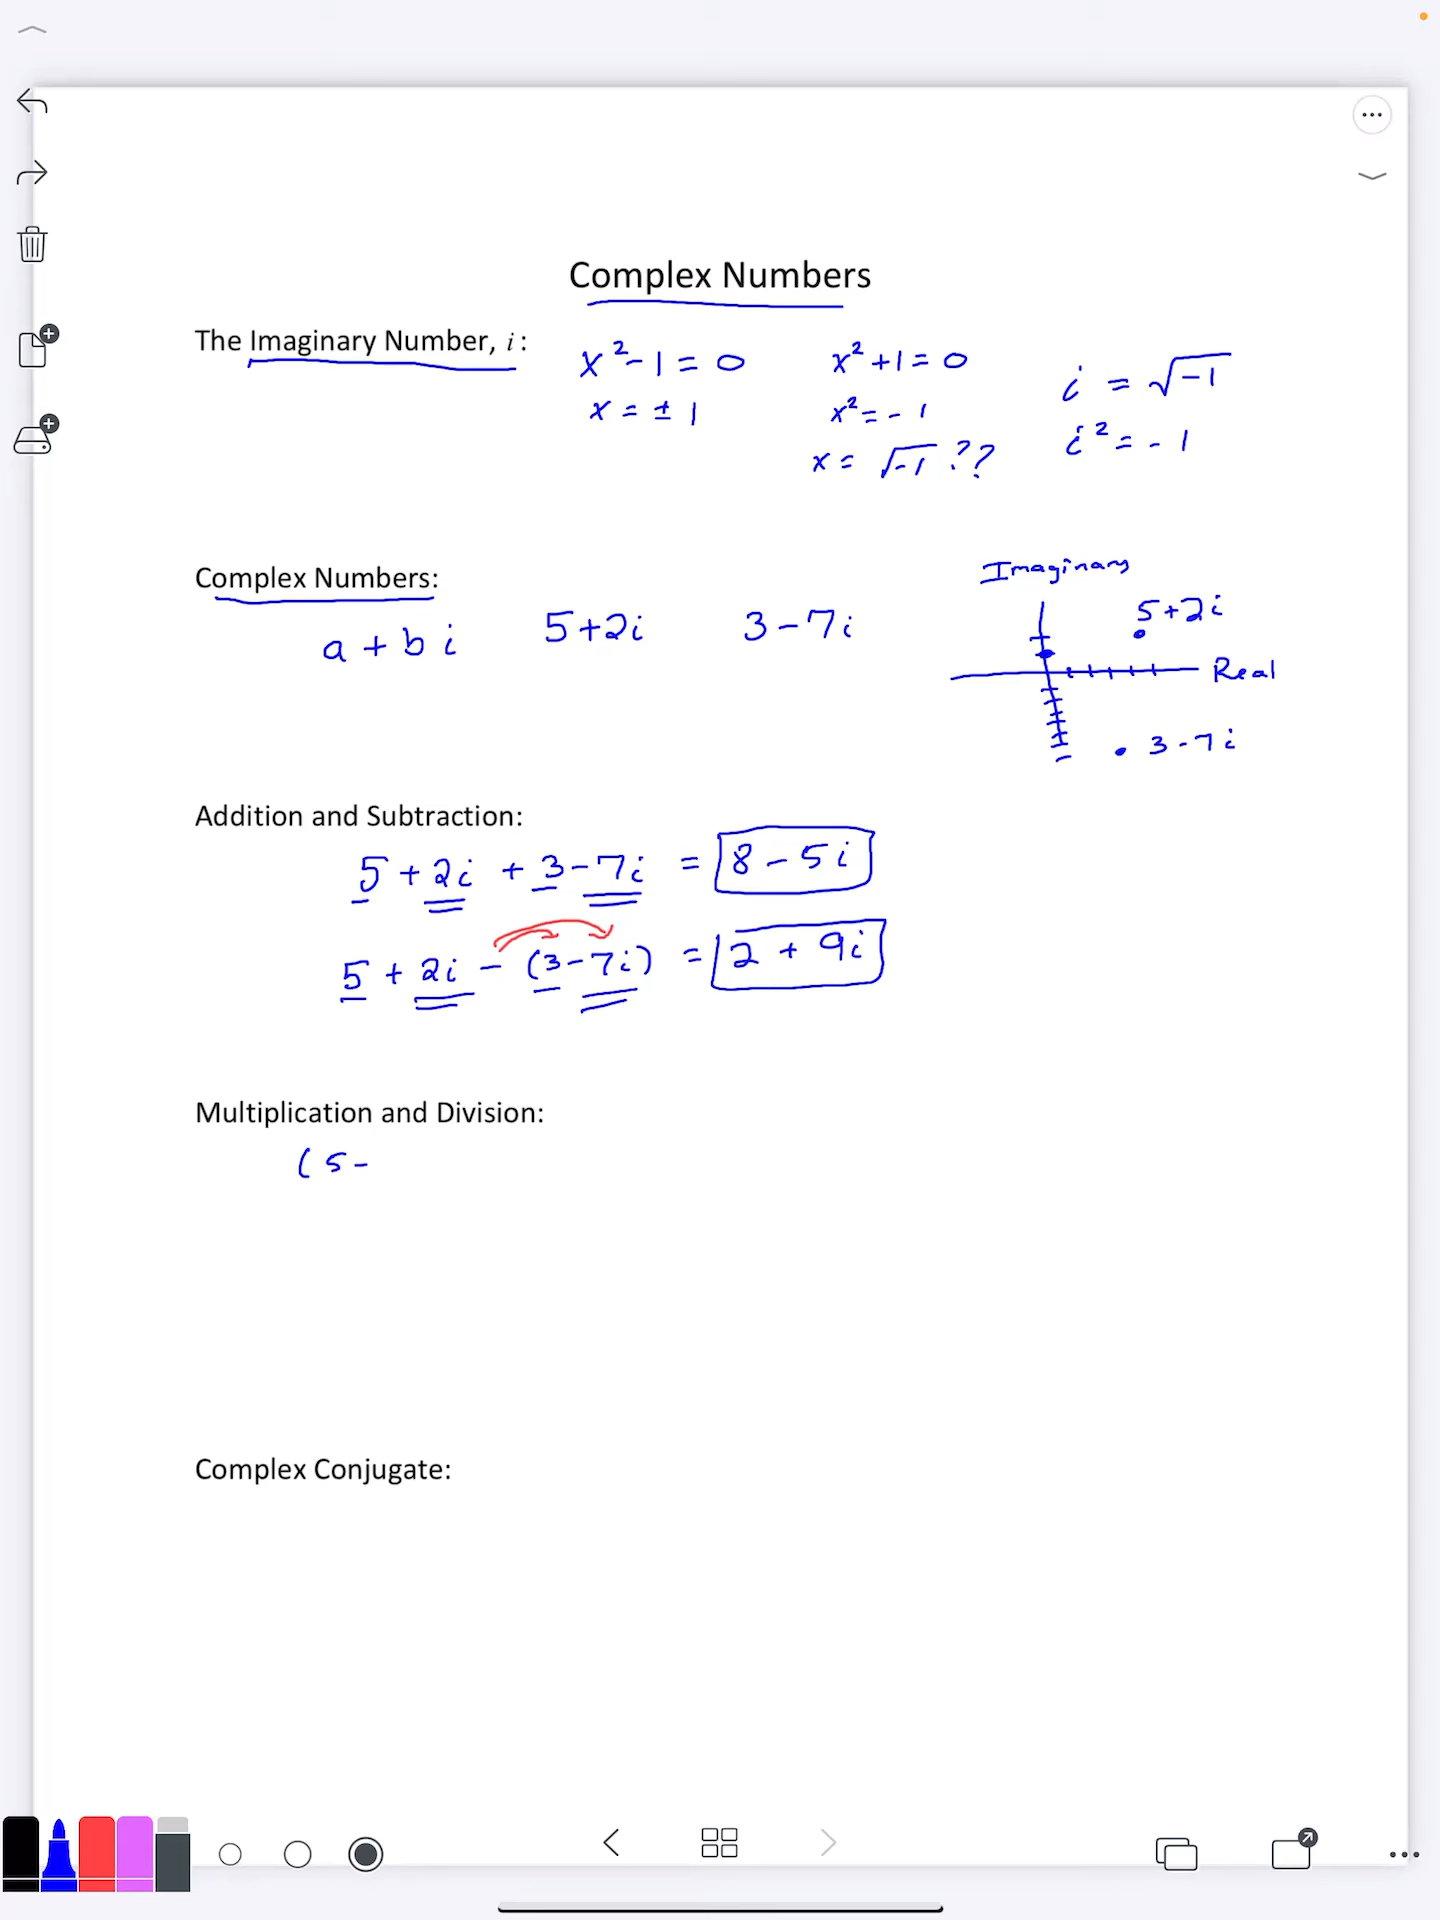 Complex Numbers
The Imaginary Number, i:
x² - 1 = 0
x = ± 1
x² + 1 = 0
x² = - 1
x = √-1 ??
i = √-1
i² = - 1
Complex Numbers:
a + b i
5+2i
3-7i
Imaginary
5+2i
Real
3-7i
Addition and Subtraction:
5 + 2i + 3 - 7i = 8 - 5i
5 + 2i - (3 - 7i) = 2 + 9i
Multiplication and Division:
( 5 -
Complex Conjugate: